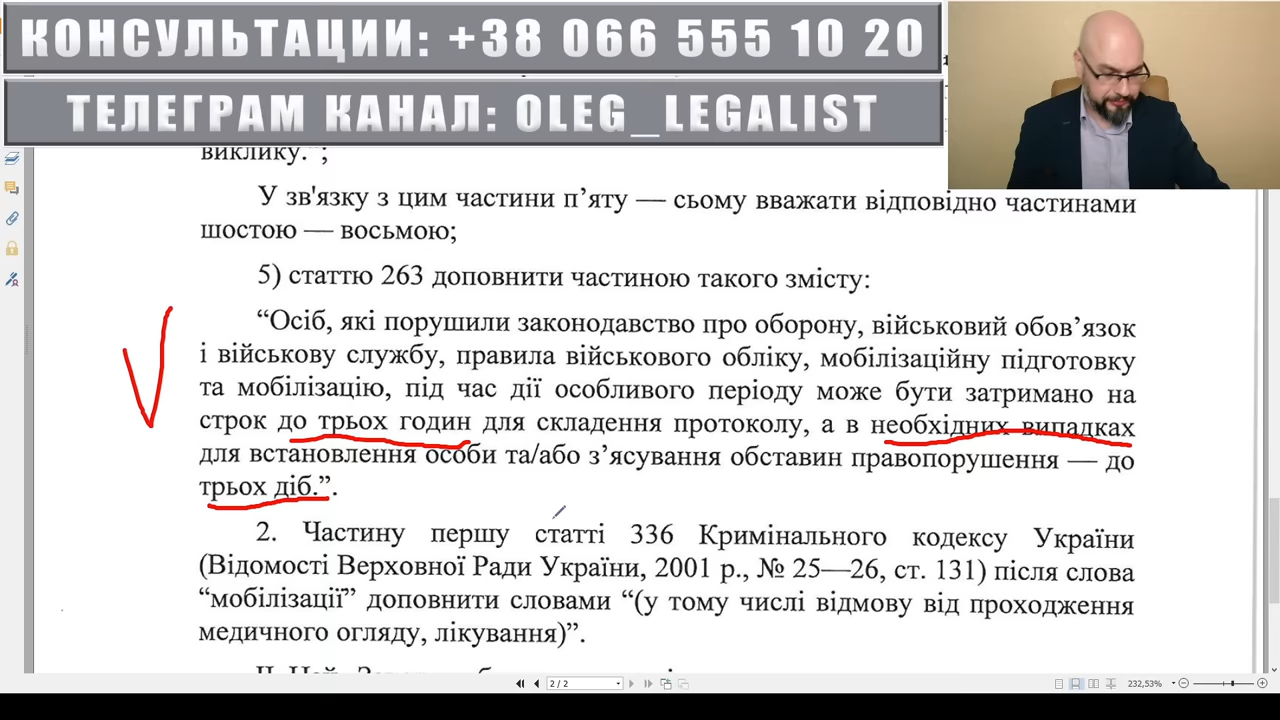 КОНСУЛЬТАЦИИ: +38 066 555 10 20
ТЕЛЕГРАМ КАНАЛ: OLEG_LEGALIST
виклику.”;
У зв'язку з цим частини п’яту — сьому вважати відповідно частинами
шостою — восьмою;
5) статтю 263 доповнити частиною такого змісту:
“Осіб, які порушили законодавство про оборону, військовий обов’язок
і військову службу, правила військового обліку, мобілізаційну підготовку
та мобілізацію, під час дії особливого періоду може бути затримано на
строк до трьох годин для складення протоколу, а в необхідних випадках
для встановлення особи та/або з’ясування обставин правопорушення — до
трьох діб.”.
2. Частину першу статті 336 Кримінального кодексу України
(Відомості Верховної Ради України, 2001 р., № 25—26, ст. 131) після слова
“мобілізації” доповнити словами “(у тому числі відмову від проходження
медичного огляду, лікування)”.
2 / 2
232,53%